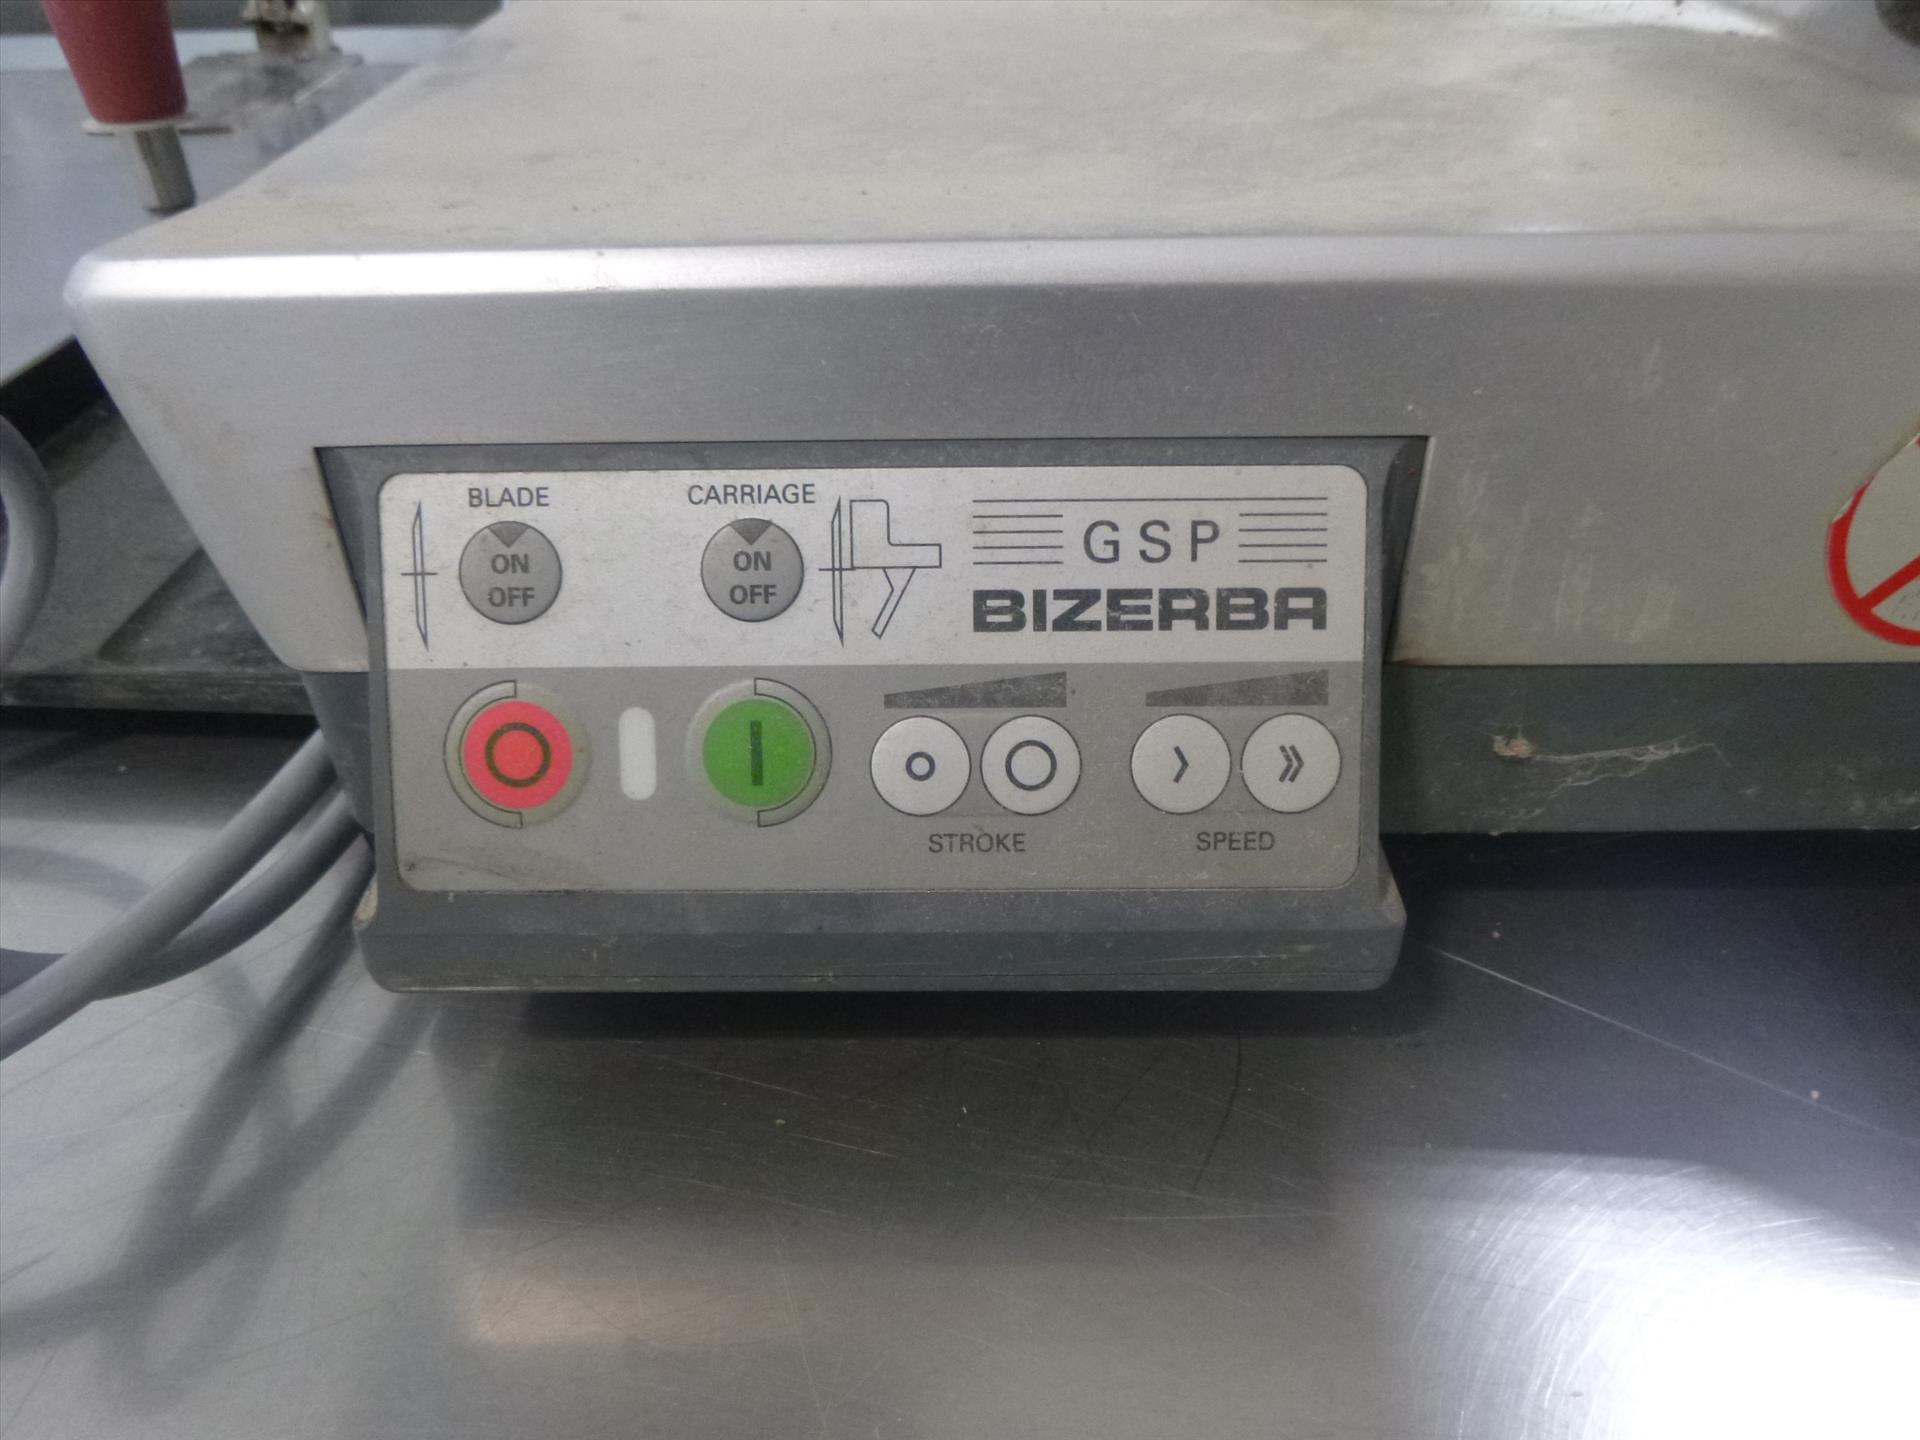 BLADE
ON
OFF
CARRIAGE
ON
OFF
GSP
BIZERBA
STROKE
SPEED